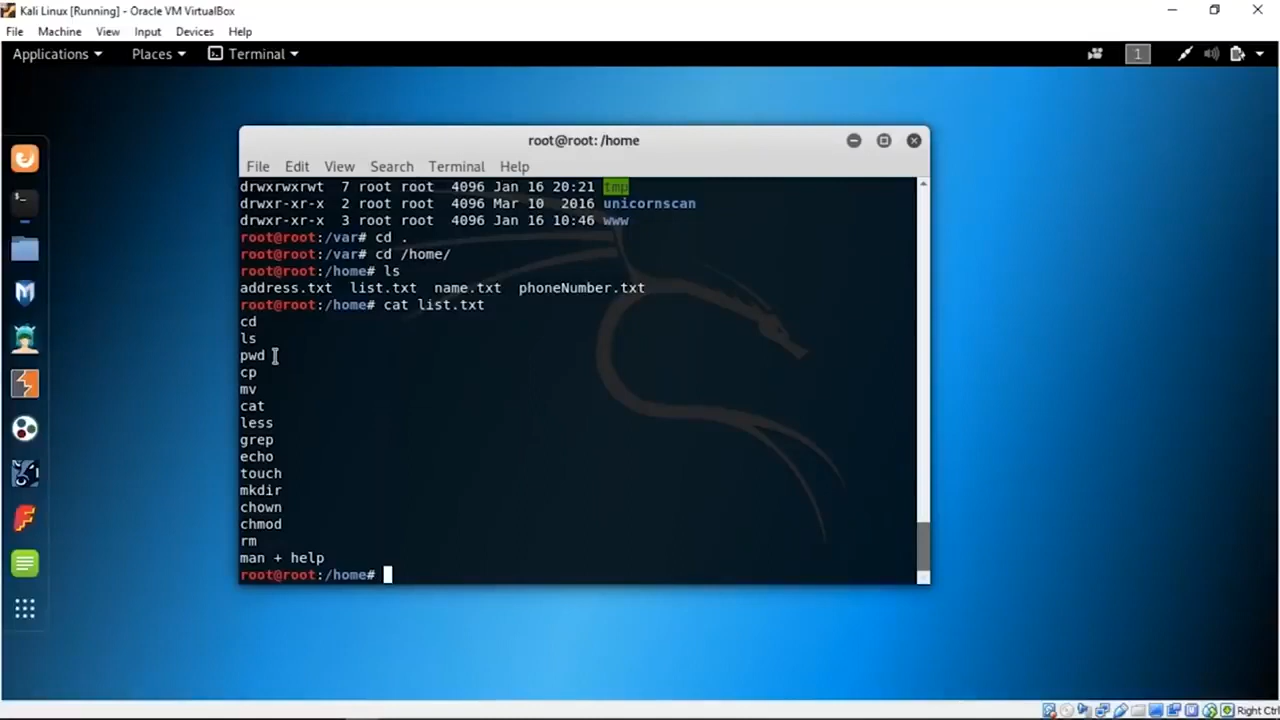 Kali Linux [Running] - Oracle VM VirtualBox
File Machine View Input Devices Help
Applications Places Terminal 1
root@root: /home
File Edit View Search Terminal Help
drwxrwxrwt 7 root root 4096 Jan 16 20:21 tmp
drwxr-xr-x 2 root root 4096 Mar 10 2016 unicornscan
drwxr-xr-x 3 root root 4096 Jan 16 10:46 www
root@root:/var# cd .
root@root:/var# cd /home/
root@root:/home# ls
address.txt list.txt name.txt phoneNumber.txt
root@root:/home# cat list.txt
cd
ls
pwd
cp
mv
cat
less
grep
echo
touch
mkdir
chown
chmod
rm
man + help
root@root:/home#
Right Ctrl